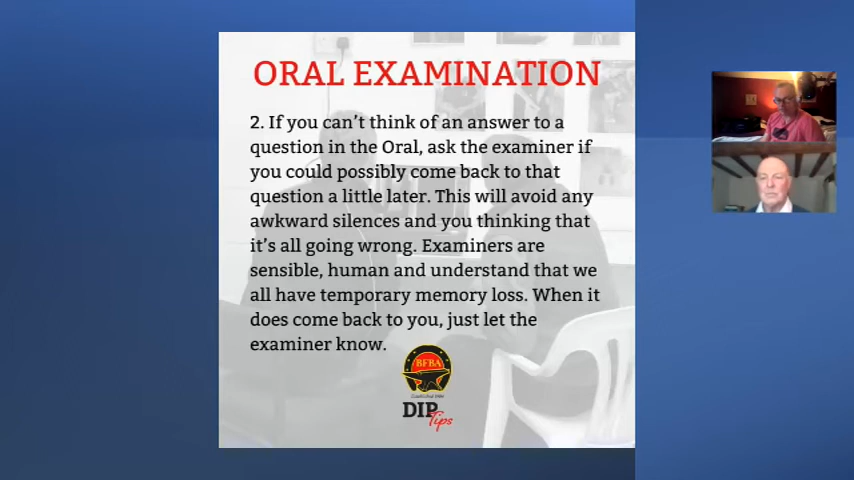 ORAL EXAMINATION
2. If you can't think of an answer to a
question in the Oral, ask the examiner if
you could possibly come back to that
question a little later. This will avoid any
awkward silences and you thinking that
it's all going wrong. Examiners are
sensible, human and understand that we
all have temporary memory loss. When it
does come back to you, just let the
examiner know.
BFBA
DIP
Tips